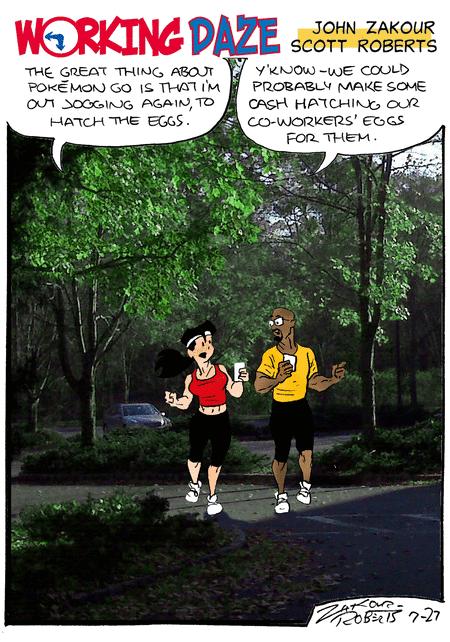 WORKING DAZE
JOHN ZAKOUR
SCOTT ROBERTS
THE GREAT THING ABOUT
POKÉMON GO IS THAT I'M
OUT JOGGING AGAIN, TO
HATCH THE EGGS.
Y'KNOW-WE COULD
PROBABLY MAKE SOME
CASH HATCHING OUR
CO-WORKERS' EGGS
FOR THEM.
ZAKOUR-
ROBERTS 7-27